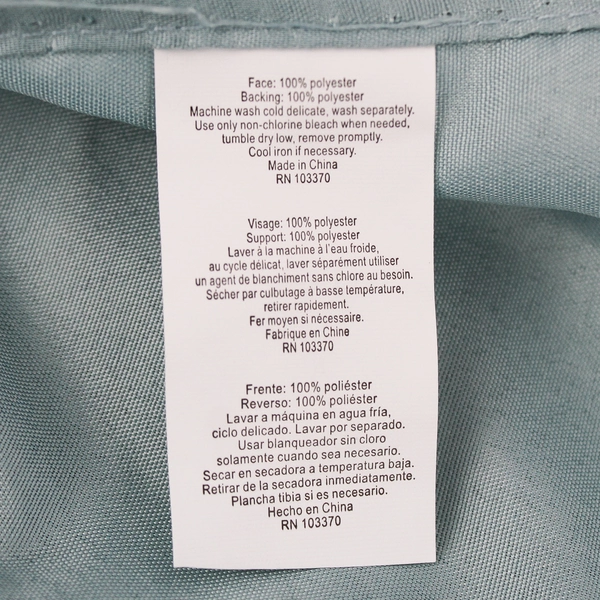 Face: 100% polyester
Backing: 100% polyester
Machine wash cold delicate, wash separately.
Use only non-chlorine bleach when needed,
tumble dry low, remove promptly.
Cool iron if necessary.
Made in China
RN 103370
Visage: 100% polyester
Support: 100% polyester
Laver à la machine à l'eau froide,
au cycle délicat, laver séparément utiliser
un agent de blanchiment sans chlore au besoin.
Sécher par culbutage à basse température,
retirer rapidement.
Fer moyen si nécessaire.
Fabrique en Chine
RN 103370
Frente: 100% poliéster
Reverso: 100% poliéster
Lavar a máquina en agua fría,
ciclo delicado. Lavar por separado.
Usar blanqueador sin cloro
solamente cuando sea necesario.
Secar en secadora a temperatura baja.
Retirar de la secadora inmediatamente.
Plancha tibia si es necesario.
Hecho en China
RN 103370